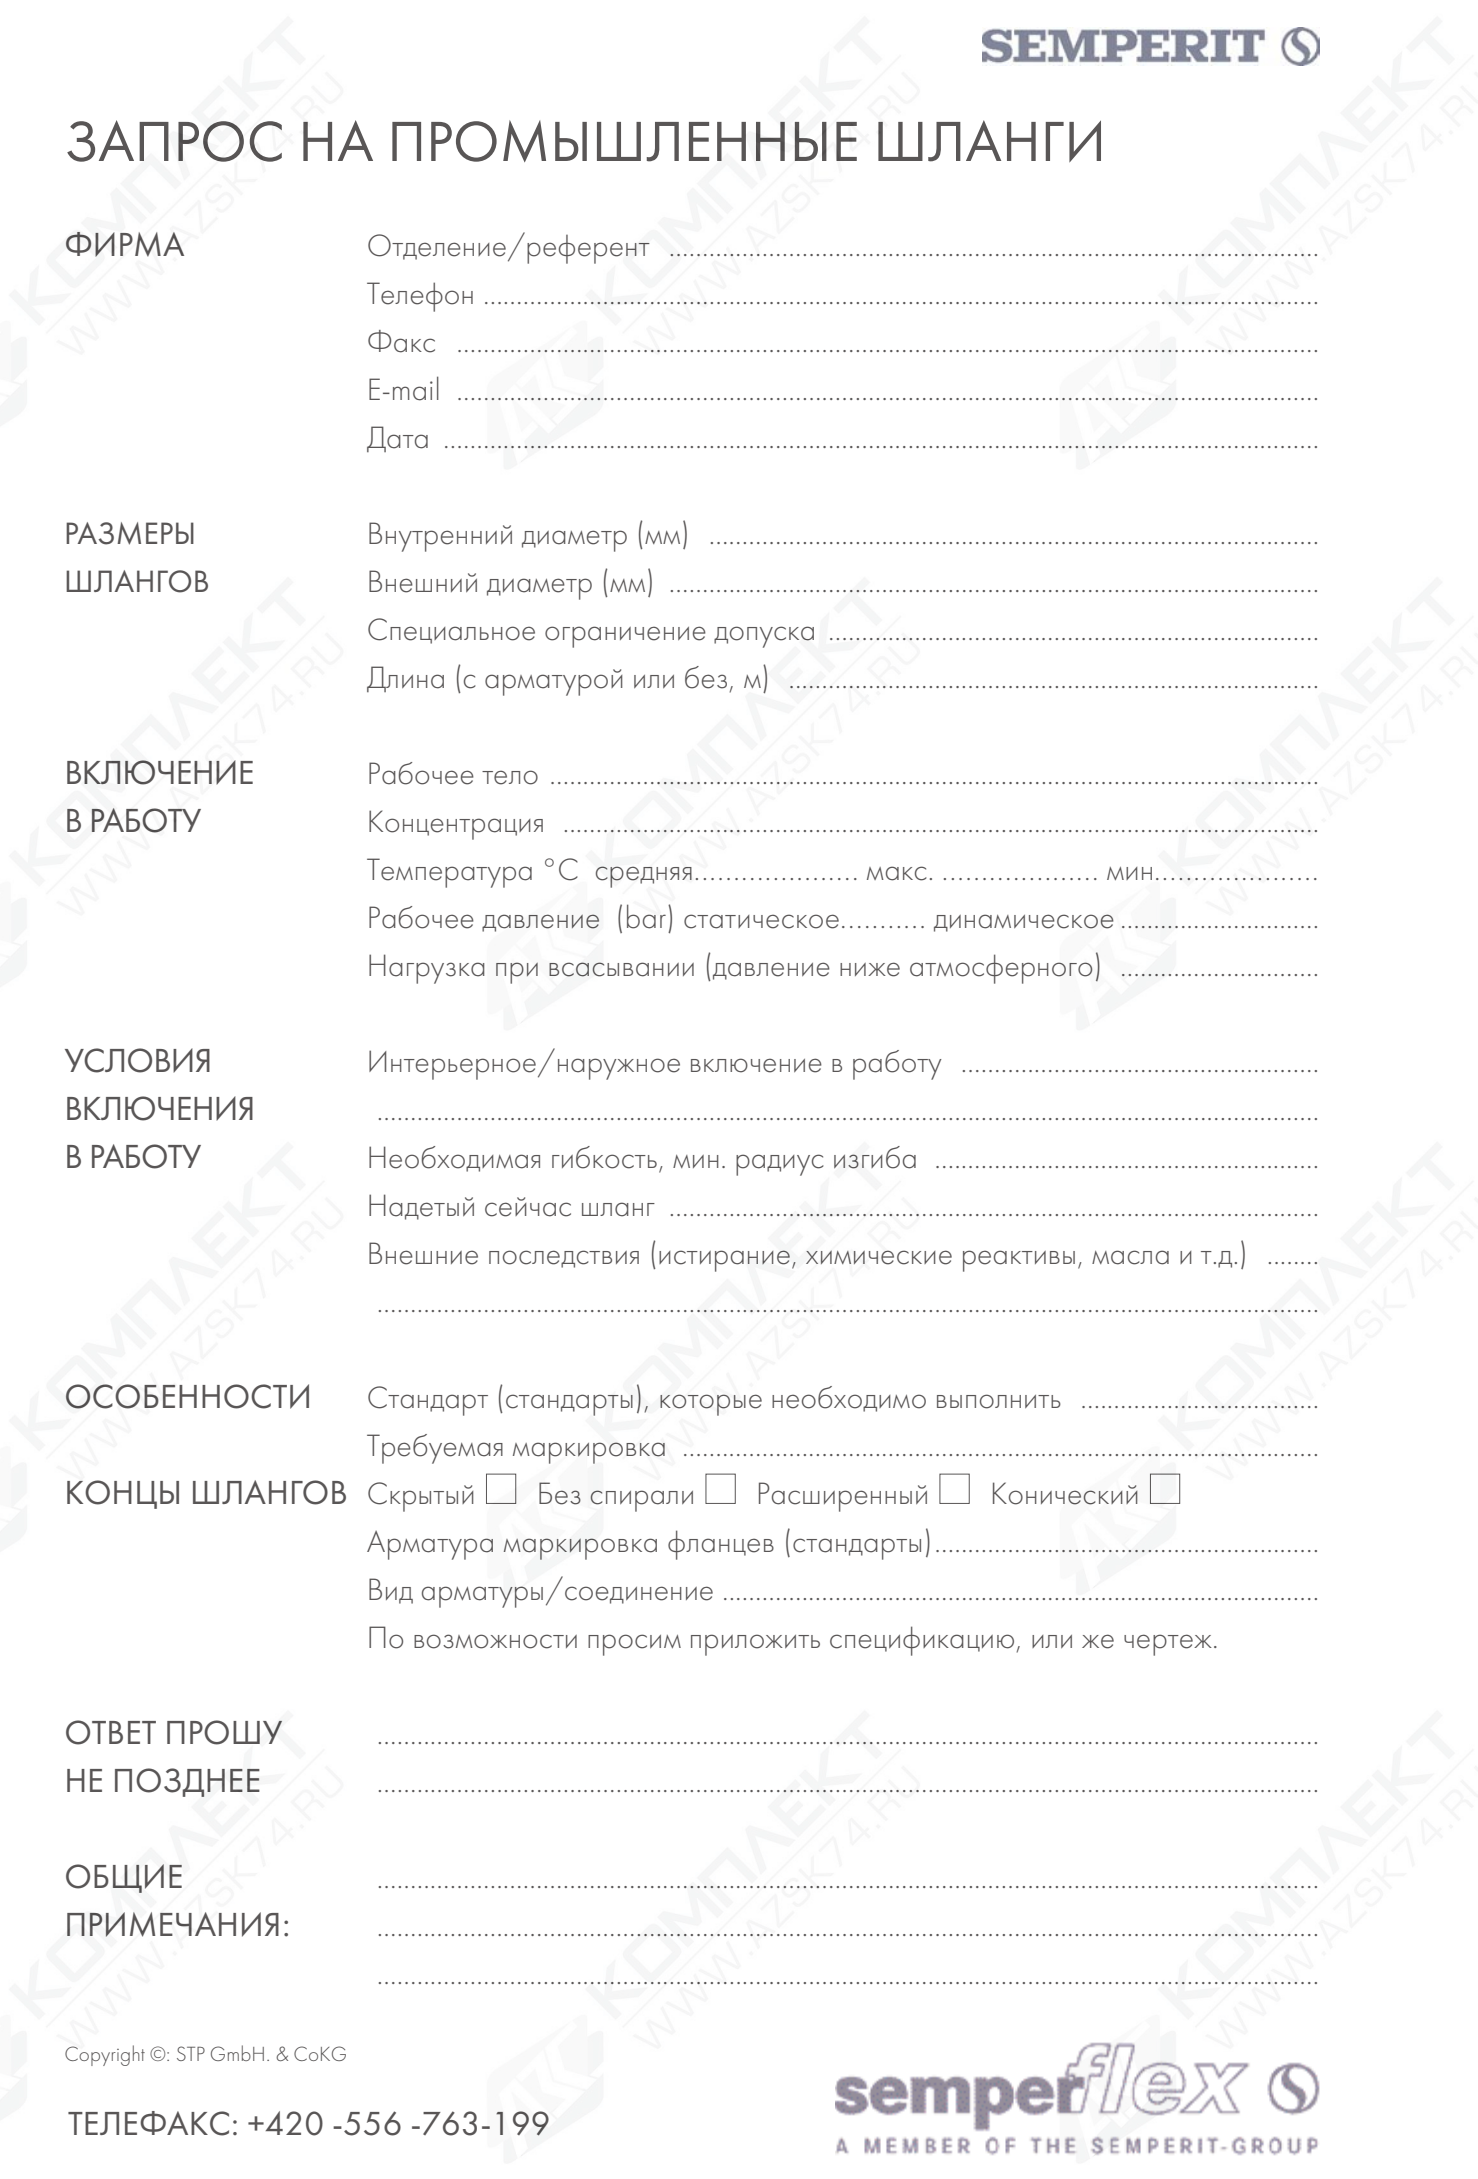 SEMPERIT
ЗАПРОС НА ПРОМЫШЛЕННЫЕ ШЛАНГИ
ФИРМА Отделение/референт
Телефон
Факс
E-mail
Дата
РАЗМЕРЫ Внутренний диаметр (мм)
ШЛАНГОВ Внешний диаметр (мм)
Специальное ограничение допуска
Длина (с арматурой или без, м)
ВКЛЮЧЕНИЕ Рабочее тело
В РАБОТУ Концентрация
Температура °C средняя..................... макс. .................... мин.....................
Рабочее давление (bar) статическое........... динамическое
Нагрузка при всасывании (давление ниже атмосферного)
УСЛОВИЯ Интерьерное/наружное включение в работу
ВКЛЮЧЕНИЯ
В РАБОТУ Необходимая гибкость, мин. радиус изгиба
Надетый сейчас шланг
Внешние последствия (истирание, химические реактивы, масла и т.д.)
ОСОБЕННОСТИ Стандарт (стандарты), которые необходимо выполнить
Требуемая маркировка
КОНЦЫ ШЛАНГОВ Скрытый □ Без спирали □ Расширенный □ Конический □
Арматура маркировка фланцев (стандарты)
Вид арматуры/соединение
По возможности просим приложить спецификацию, или же чертеж.
ОТВЕТ ПРОШУ
НЕ ПОЗДНЕЕ
ОБЩИЕ
ПРИМЕЧАНИЯ:
Copyright ©: STP GmbH. & CoKG
ТЕЛЕФАКС: +420 -556 -763-199
semperflex
A MEMBER OF THE SEMPERIT-GROUP
КОМПЛЕКТ
WWW.AZSK74.RU